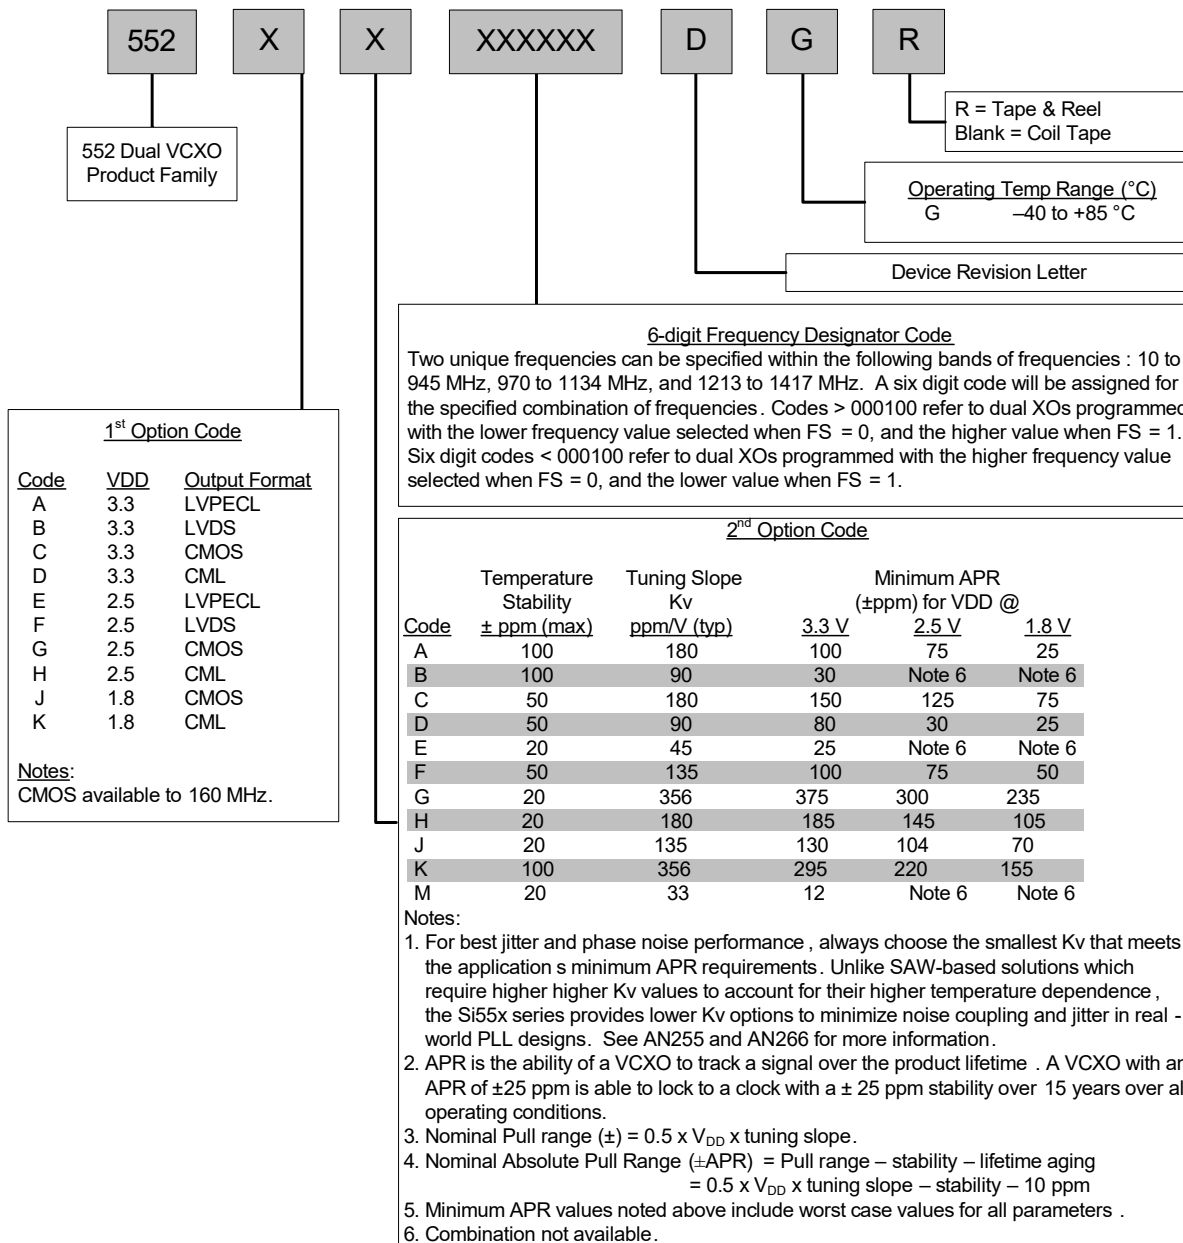 552 X X XXXXXX D G R
R = Tape & Reel
Blank = Coil Tape
552 Dual VCXO
Product Family
Operating Temp Range (°C)
G –40 to +85 °C
Device Revision Letter
6-digit Frequency Designator Code
Two unique frequencies can be specified within the following bands of frequencies : 10 to
945 MHz, 970 to 1134 MHz, and 1213 to 1417 MHz. A six digit code will be assigned for
the specified combination of frequencies. Codes > 000100 refer to dual XOs programmed
with the lower frequency value selected when FS = 0, and the higher value when FS = 1.
Six digit codes < 000100 refer to dual XOs programmed with the higher frequency value
selected when FS = 0, and the lower value when FS = 1.
1st Option Code
Code VDD Output Format
A 3.3 LVPECL
B 3.3 LVDS
C 3.3 CMOS
D 3.3 CML
E 2.5 LVPECL
F 2.5 LVDS
G 2.5 CMOS
H 2.5 CML
J 1.8 CMOS
K 1.8 CML
Notes:
CMOS available to 160 MHz.
2nd Option Code
Temperature Tuning Slope Minimum APR
Stability Kv (±ppm) for VDD @
Code ± ppm (max) ppm/V (typ) 3.3 V 2.5 V 1.8 V
A 100 180 100 75 25
B 100 90 30 Note 6 Note 6
C 50 180 150 125 75
D 50 90 80 30 25
E 20 45 25 Note 6 Note 6
F 50 135 100 75 50
G 20 356 375 300 235
H 20 180 185 145 105
J 20 135 130 104 70
K 100 356 295 220 155
M 20 33 12 Note 6 Note 6
Notes:
1. For best jitter and phase noise performance , always choose the smallest Kv that meets
the application s minimum APR requirements. Unlike SAW-based solutions which
require higher higher Kv values to account for their higher temperature dependence ,
the Si55x series provides lower Kv options to minimize noise coupling and jitter in real -
world PLL designs. See AN255 and AN266 for more information.
2. APR is the ability of a VCXO to track a signal over the product lifetime . A VCXO with an
APR of ±25 ppm is able to lock to a clock with a ± 25 ppm stability over 15 years over all
operating conditions.
3. Nominal Pull range (±) = 0.5 x VDD x tuning slope.
4. Nominal Absolute Pull Range (±APR) = Pull range – stability – lifetime aging
= 0.5 x VDD x tuning slope – stability – 10 ppm
5. Minimum APR values noted above include worst case values for all parameters .
6. Combination not available.